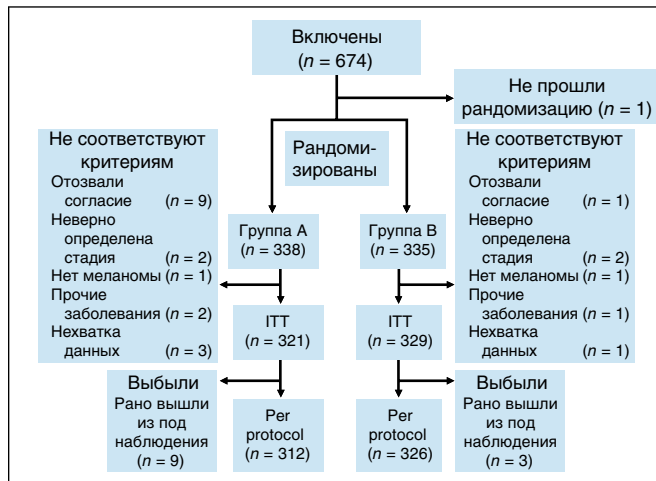 Включены
(n = 674)
Не прошли
рандомизацию (n = 1)
Рандоми-
зированы
Не соответствуют
критериям
Отозвали
согласие (n = 9)
Неверно
определена
стадия (n = 2)
Нет меланомы (n = 1)
Прочие
заболевания (n = 2)
Нехватка
данных (n = 3)
Группа A
(n = 338)
Группа B
(n = 335)
Не соответствуют
критериям
Отозвали
согласие (n = 1)
Неверно
определена
стадия (n = 2)
Нет меланомы (n = 1)
Прочие
заболевания (n = 1)
Нехватка
данных (n = 1)
ITT
(n = 321)
ITT
(n = 329)
Выбыли
Рано вышли
из под
наблюдения
(n = 9)
Per
protocol
(n = 312)
Per
protocol
(n = 326)
Выбыли
Рано вышли
из под
наблюдения
(n = 3)